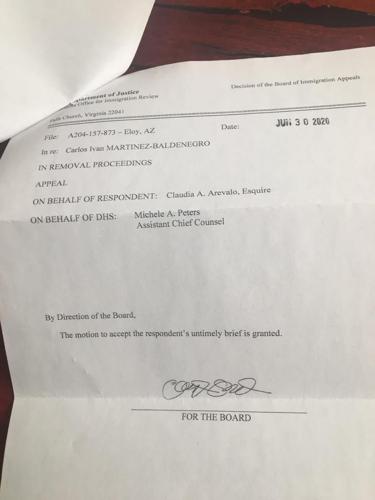 Department of Justice
Office for Immigration Review
Decision of the Board of Immigration Appeals
Falls Church, Virginia 22041
File: A204-157-873 – Eloy, AZ
Date: JUN 30 2020
In re: Carlos Ivan MARTINEZ-BALDENEGRO
IN REMOVAL PROCEEDINGS
APPEAL
ON BEHALF OF RESPONDENT: Claudia A. Arevalo, Esquire
ON BEHALF OF DHS: Michele A. Peters
Assistant Chief Counsel
By Direction of the Board,
The motion to accept the respondent's untimely brief is granted.
FOR THE BOARD